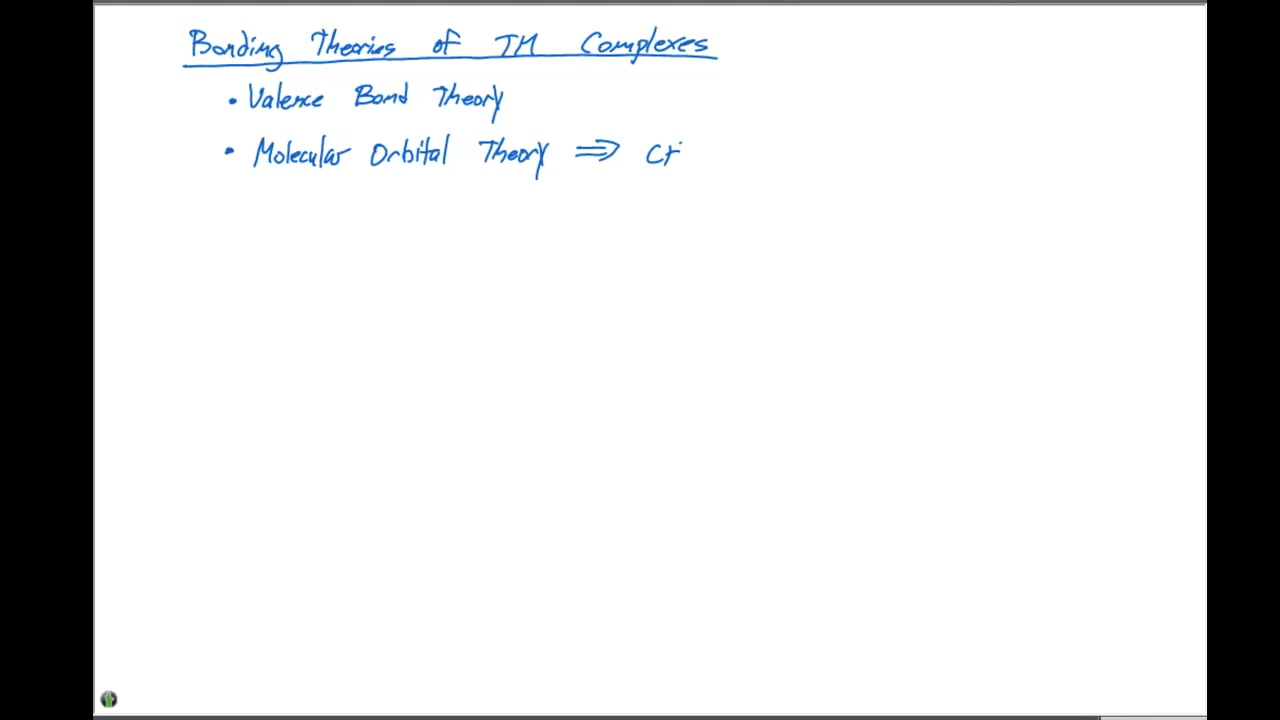 Bonding Theories of TM Complexes
• Valence Bond Theory
• Molecular Orbital Theory ⇒ Cr